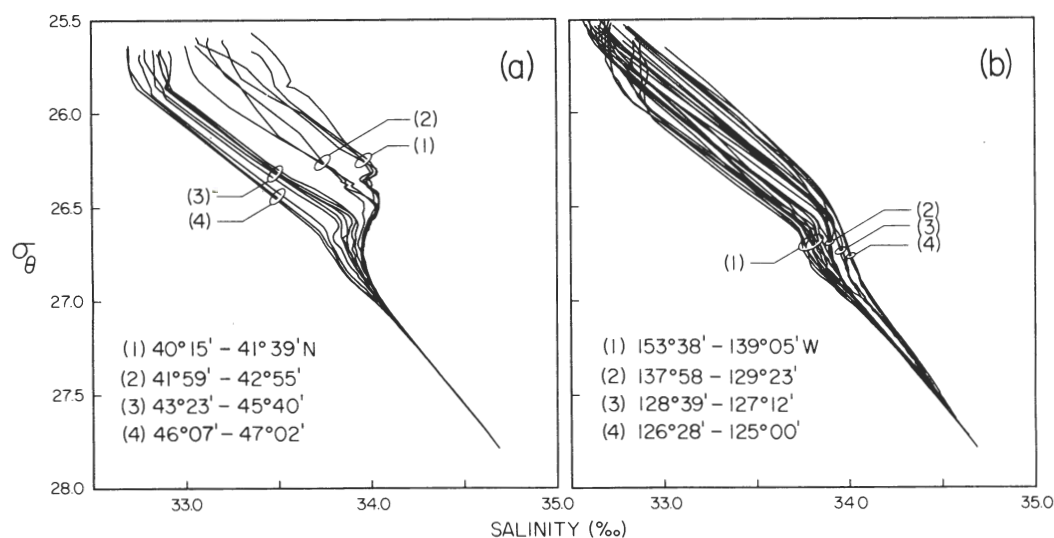 25.5
26.0
26.5
27.0
27.5
28.0
σθ
(a)
(2)
(1)
(3)
(4)
(1) 40°15' – 41°39'N
(2) 41°59' – 42°55'
(3) 43°23' – 45°40'
(4) 46°07' – 47°02'
33.0
34.0
35.0
(b)
(2)
(3)
(4)
(1)
(1) 153°38' – 139°05'W
(2) 137°58 – 129°23'
(3) 128°39' – 127°12'
(4) 126°28' – 125°00'
33.0
34.0
35.0
SALINITY (‰)